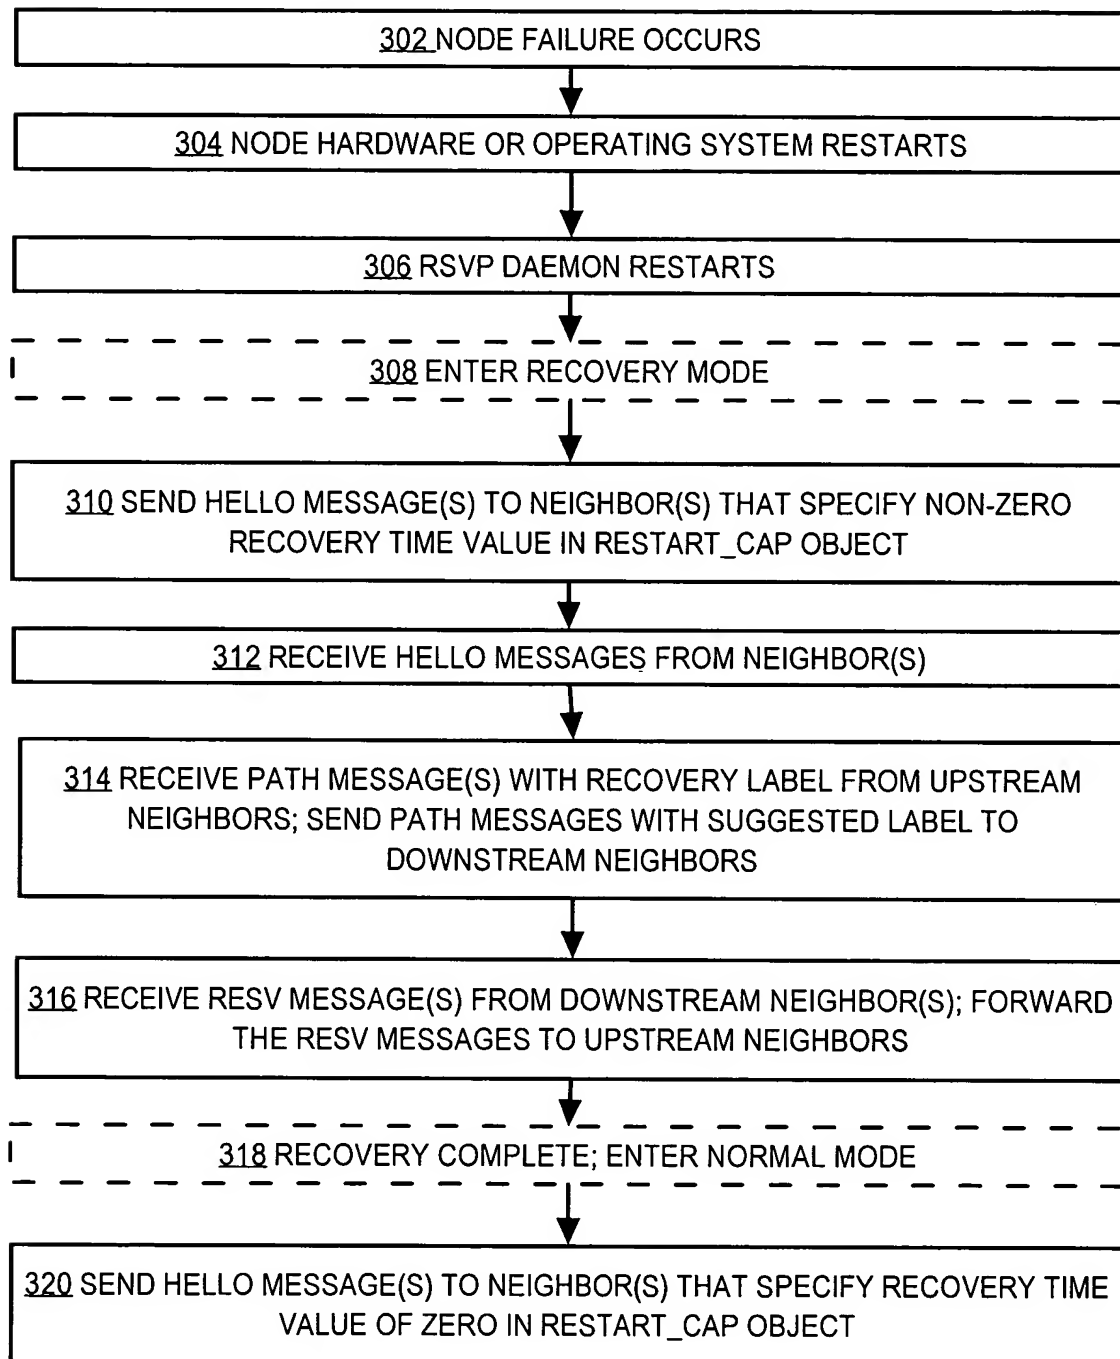 302 NODE FAILURE OCCURS
304 NODE HARDWARE OR OPERATING SYSTEM RESTARTS
306 RSVP DAEMON RESTARTS
308 ENTER RECOVERY MODE
310 SEND HELLO MESSAGE(S) TO NEIGHBOR(S) THAT SPECIFY NON-ZERO
RECOVERY TIME VALUE IN RESTART_CAP OBJECT
312 RECEIVE HELLO MESSAGES FROM NEIGHBOR(S)
314 RECEIVE PATH MESSAGE(S) WITH RECOVERY LABEL FROM UPSTREAM
NEIGHBORS; SEND PATH MESSAGES WITH SUGGESTED LABEL TO
DOWNSTREAM NEIGHBORS
316 RECEIVE RESV MESSAGE(S) FROM DOWNSTREAM NEIGHBOR(S); FORWARD
THE RESV MESSAGES TO UPSTREAM NEIGHBORS
318 RECOVERY COMPLETE; ENTER NORMAL MODE
320 SEND HELLO MESSAGE(S) TO NEIGHBOR(S) THAT SPECIFY RECOVERY TIME
VALUE OF ZERO IN RESTART_CAP OBJECT